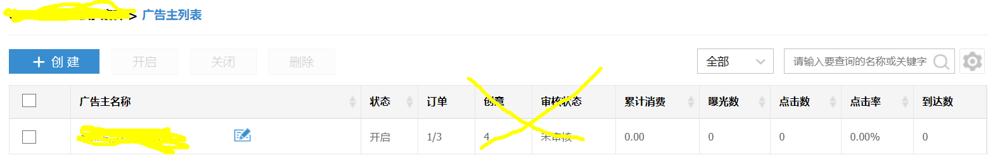 > 广告主列表
+ 创建 开启 关闭 删除 全部 请输入要查询的名称或关键字
广告主名称 状态 订单 创意 审核状态 累计消费 曝光数 点击数 点击率 到达数
开启 1/3 4 未审核 0.00 0 0 0.00% 0